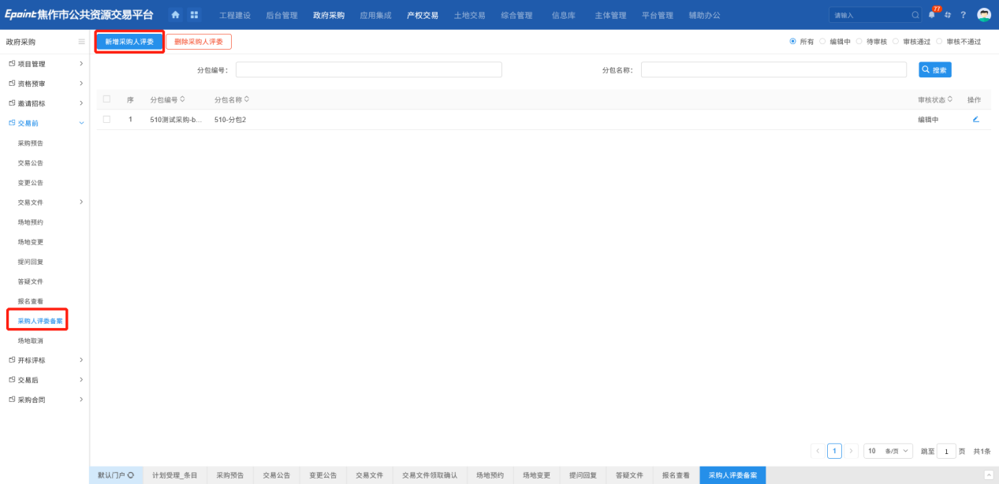 Epoint焦作市公共资源交易平台 工程建设 后台管理 政府采购 应用集成 产权交易 土地交易 综合管理 信息库 主体管理 平台管理 辅助办公 请输入 77 ?
政府采购
新增采购人评委 删除采购人评委 所有 编辑中 待审核 审核通过 审核不通过
项目管理
资格预审
邀请招标
交易前
采购预告
交易公告
变更公告
交易文件
场地预约
场地变更
提问回复
答疑文件
报名查看
采购人评委备案
场地取消
开标评标
交易后
采购合同
分包编号: 分包名称: 搜索
序 分包编号 分包名称 审核状态 操作
1 510测试采购-b... 510-分包2 编辑中
1 10 条/页 跳至 1 页 共1条
默认门户 计划受理_条目 采购预告 交易公告 变更公告 交易文件 交易文件领取确认 场地预约 场地变更 提问回复 答疑文件 报名查看 采购人评委备案